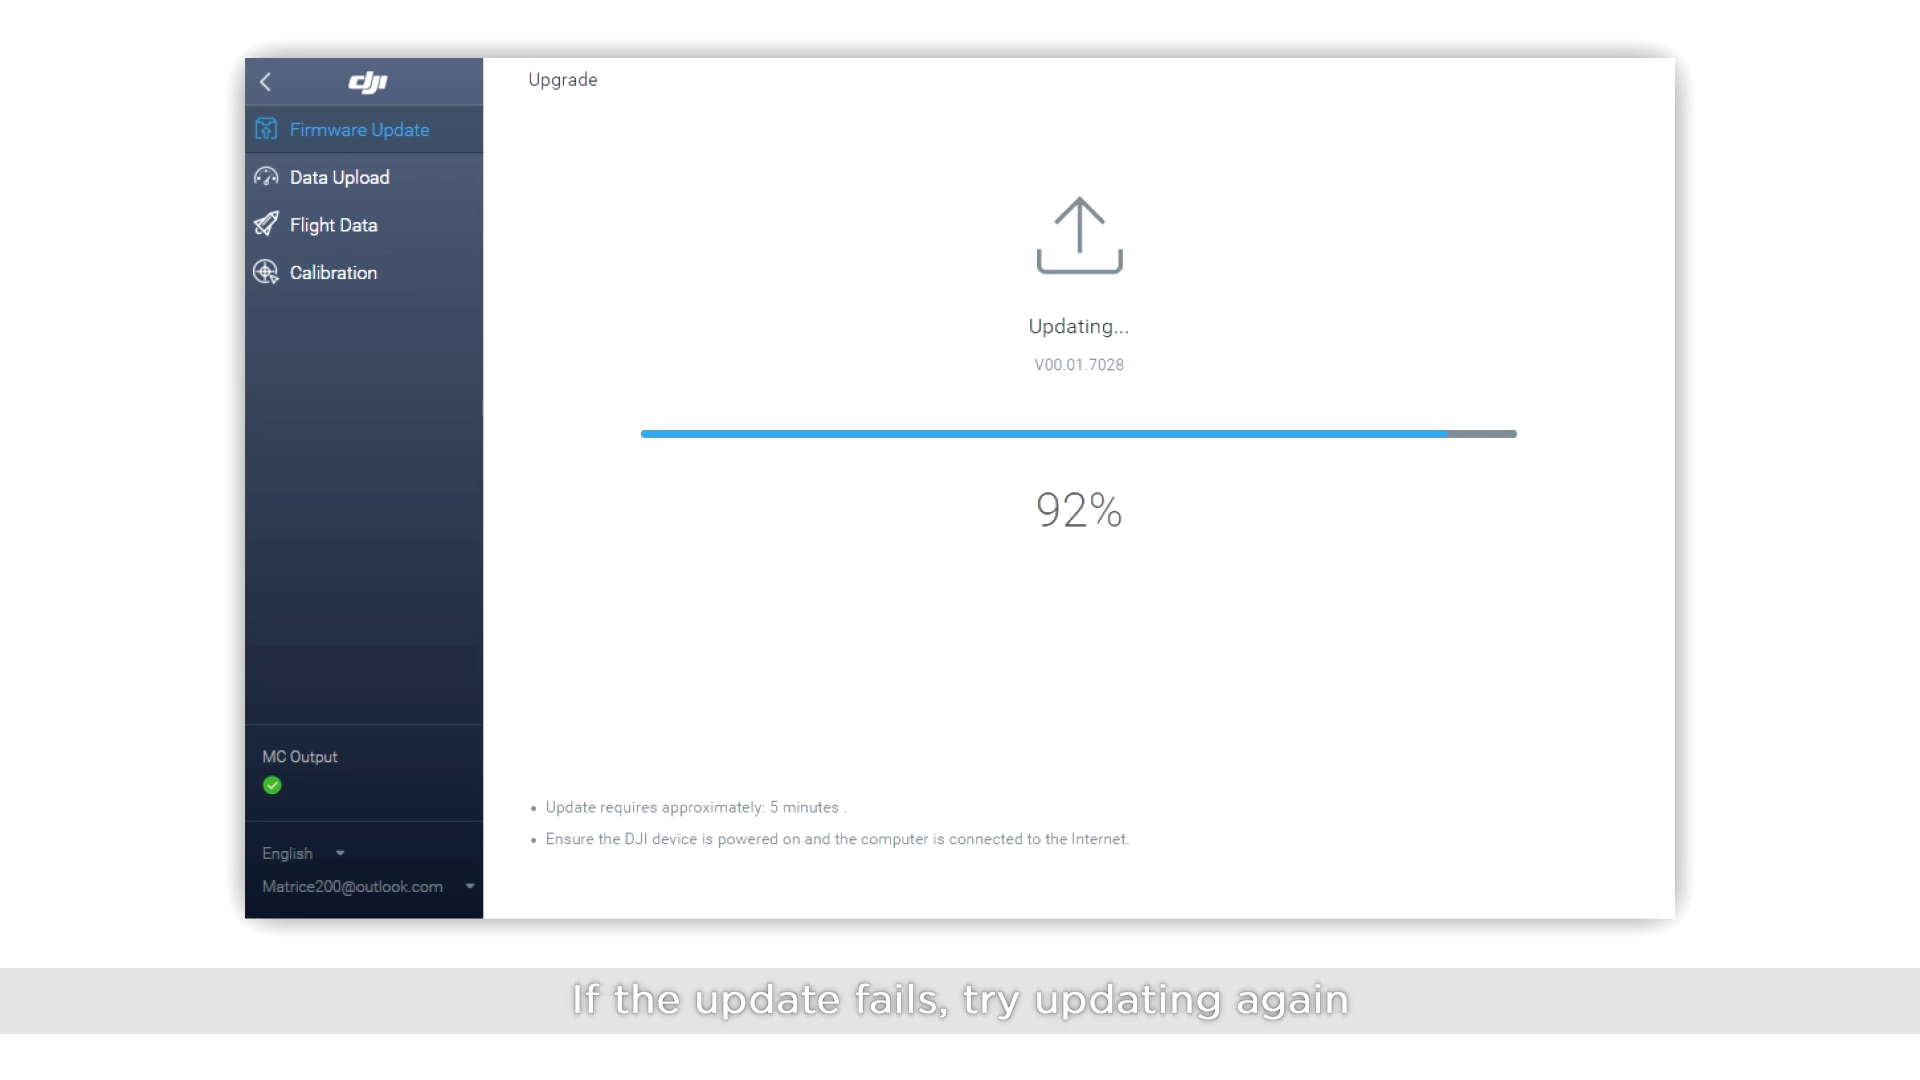 dji
Upgrade
Firmware Update
Data Upload
Flight Data
Calibration
Updating...
V00.01.7028
92%
MC Output
English
Matrice200@outlook.com
Update requires approximately: 5 minutes .
Ensure the DJI device is powered on and the computer is connected to the Internet.
If the update fails, try updating again